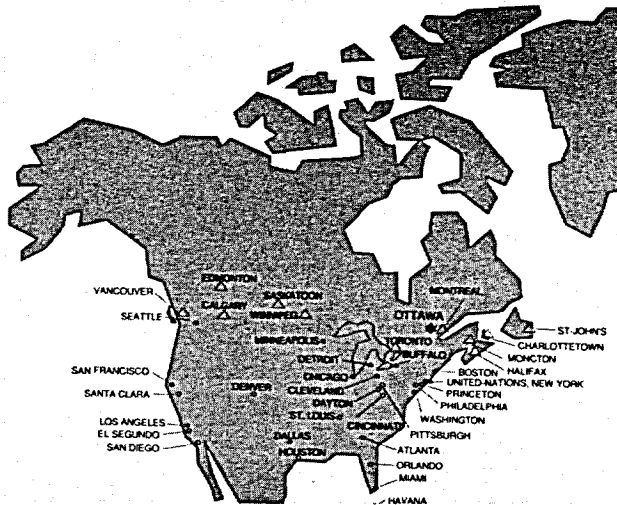 EDMONTON
SASKATOON
VANCOUVER
CALGARY
WINNIPEG
MONTREAL
OTTAWA
SEATTLE
ST-JOHN'S
MINNEAPOLIS
TORONTO
CHARLOTTETOWN
BUFFALO
MONCTON
DETROIT
HALIFAX
CHICAGO
BOSTON
SAN FRANCISCO
UNITED-NATIONS, NEW YORK
CLEVELAND
DENVER
SANTA CLARA
PRINCETON
DAYTON
PHILADELPHIA
ST. LOUIS
WASHINGTON
LOS ANGELES
CINCINNATI
EL SEGUNDO
PITTSBURGH
DALLAS
SAN DIEGO
ATLANTA
HOUSTON
ORLANDO
MIAMI
HAVANA